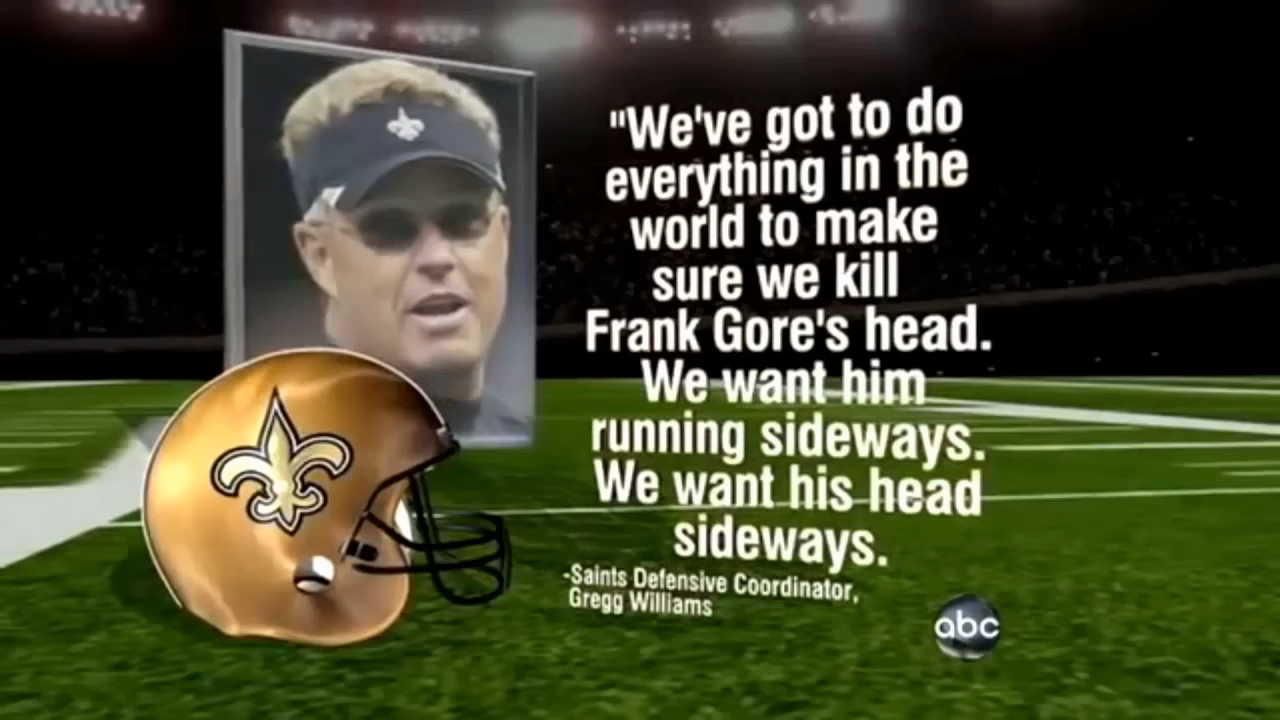 "We've got to do
everything in the
world to make
sure we kill
Frank Gore's head.
We want him
running sideways.
We want his head
sideways.
-Saints Defensive Coordinator,
Gregg Williams
abc